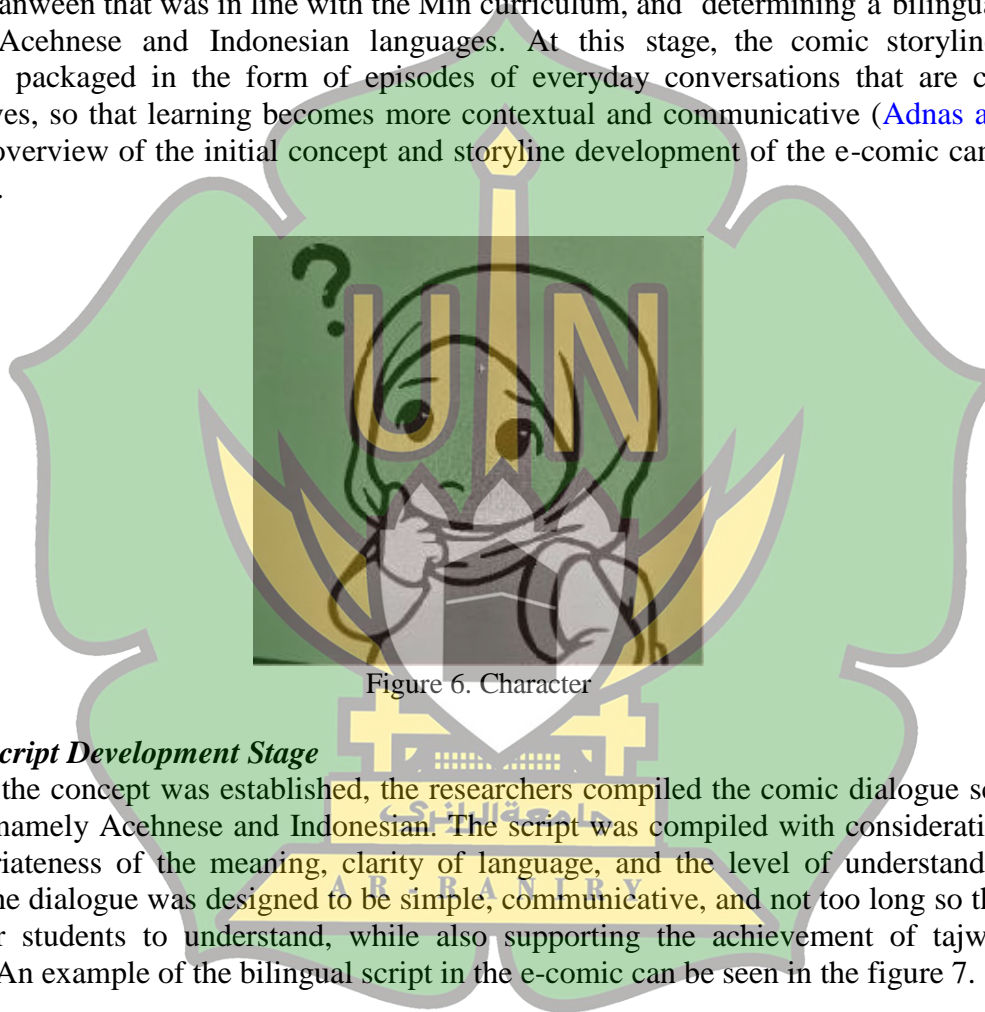 anween that was in line with the Min curriculum, and determining a bilingua
Acehnese and Indonesian languages. At this stage, the comic storylin
packaged in the form of episodes of everyday conversations that are c
ves, so that learning becomes more contextual and communicative (Adnas a
overview of the initial concept and storyline development of the e-comic can
.
?
UIN
Figure 6. Character
cript Development Stage
the concept was established, the researchers compiled the comic dialogue sc
namely Acehnese and Indonesian. The script was compiled with considerati
جامعة الرانري
riateness of the meaning, clarity of language, and the level of understand
AR-RANIRY
ne dialogue was designed to be simple, communicative, and not too long so th
r students to understand, while also supporting the achievement of tajw
An example of the bilingual script in the e-comic can be seen in the figure 7.